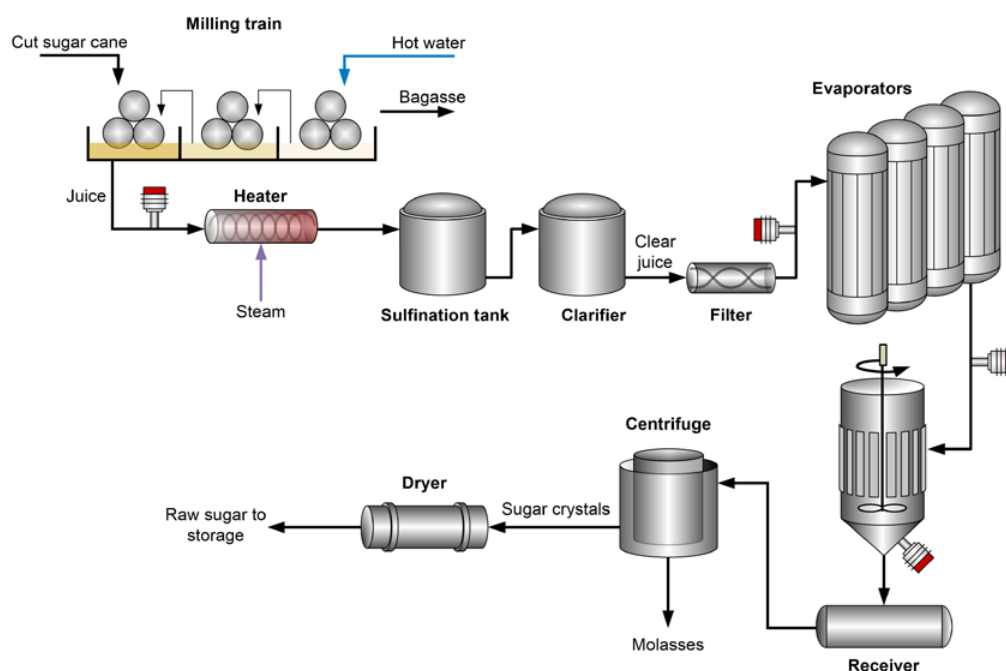 Milling train
Cut sugar cane
Hot water
Bagasse
Evaporators
Juice
Heater
Steam
Sulfination tank
Clarifier
Clear
juice
Filter
Centrifuge
Dryer
Sugar crystals
Raw sugar to
storage
Molasses
Receiver